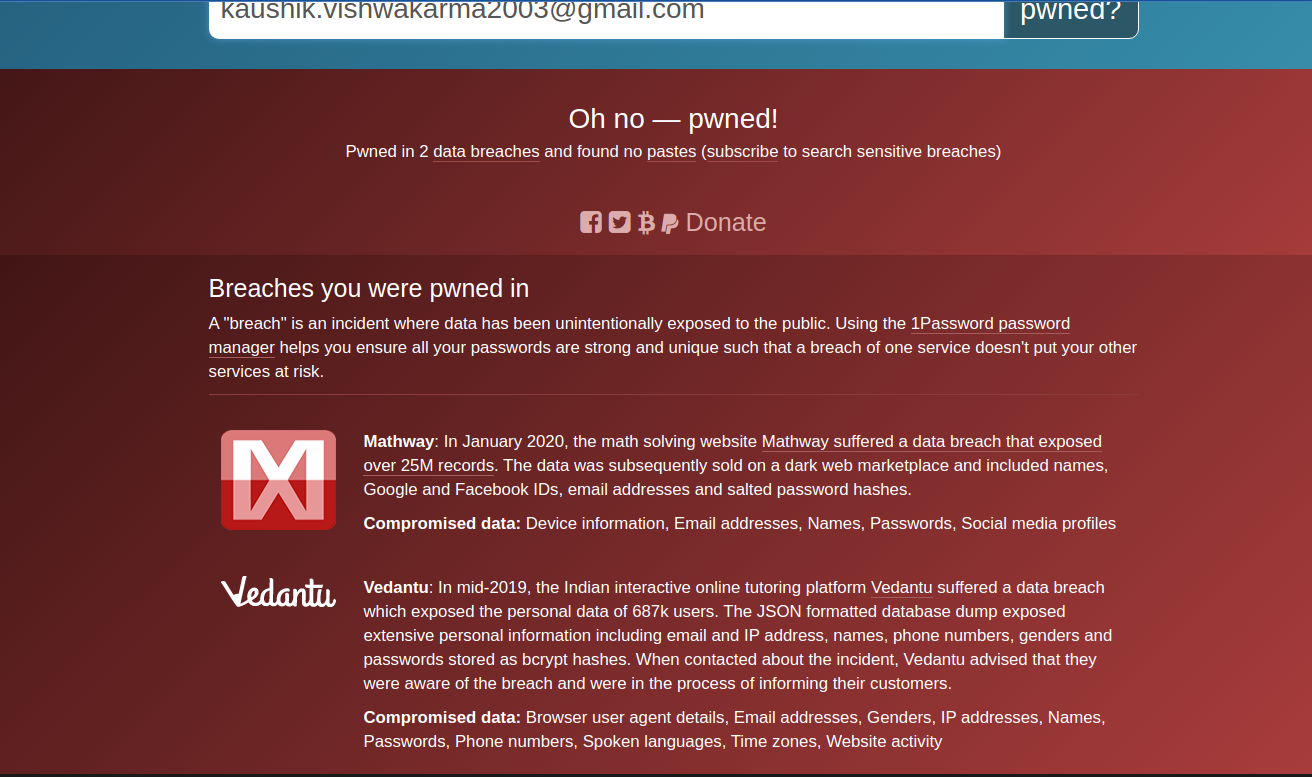 kaushik.vishwakarma2003@gmail.com pwned?
Oh no — pwned!
Pwned in 2 data breaches and found no pastes (subscribe to search sensitive breaches)
Donate
Breaches you were pwned in
A "breach" is an incident where data has been unintentionally exposed to the public. Using the 1Password password
manager helps you ensure all your passwords are strong and unique such that a breach of one service doesn't put your other
services at risk.
Mathway: In January 2020, the math solving website Mathway suffered a data breach that exposed
over 25M records. The data was subsequently sold on a dark web marketplace and included names,
Google and Facebook IDs, email addresses and salted password hashes.
Compromised data: Device information, Email addresses, Names, Passwords, Social media profiles
Vedantu
Vedantu: In mid-2019, the Indian interactive online tutoring platform Vedantu suffered a data breach
which exposed the personal data of 687k users. The JSON formatted database dump exposed
extensive personal information including email and IP address, names, phone numbers, genders and
passwords stored as bcrypt hashes. When contacted about the incident, Vedantu advised that they
were aware of the breach and were in the process of informing their customers.
Compromised data: Browser user agent details, Email addresses, Genders, IP addresses, Names,
Passwords, Phone numbers, Spoken languages, Time zones, Website activity